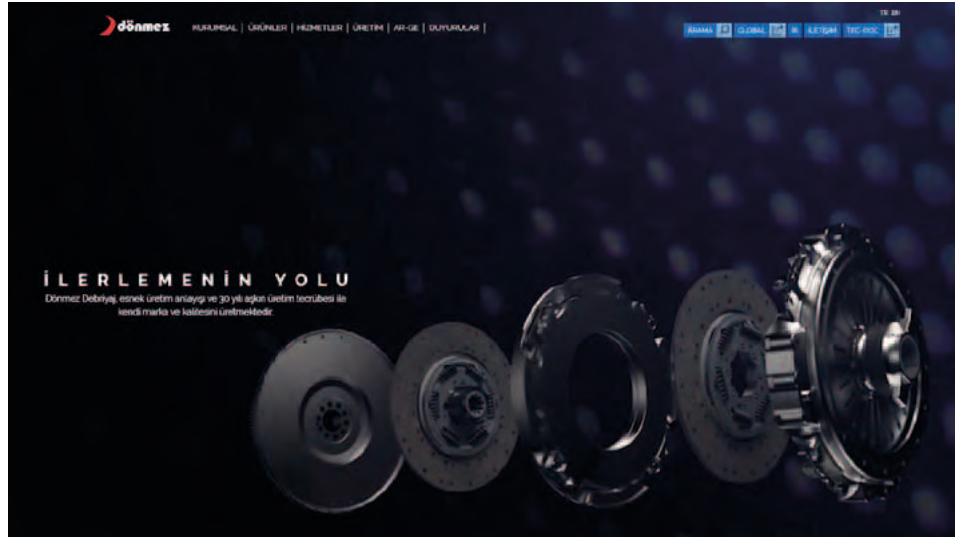 TR EN
dönmez KURUMSAL | ÜRÜNLER | HİZMETLER | ÜRETİM | AR-GE | DUYURULAR |
ARAMA GLOBAL İK İLETİŞİM TEC-DOC
İLERLEMENİN YOLU
Dönmez Debriyaj, esnek üretim anlayışı ve 30 yılı aşkın üretim tecrübesi ile
kendi marka ve kalitesini üretmektedir.